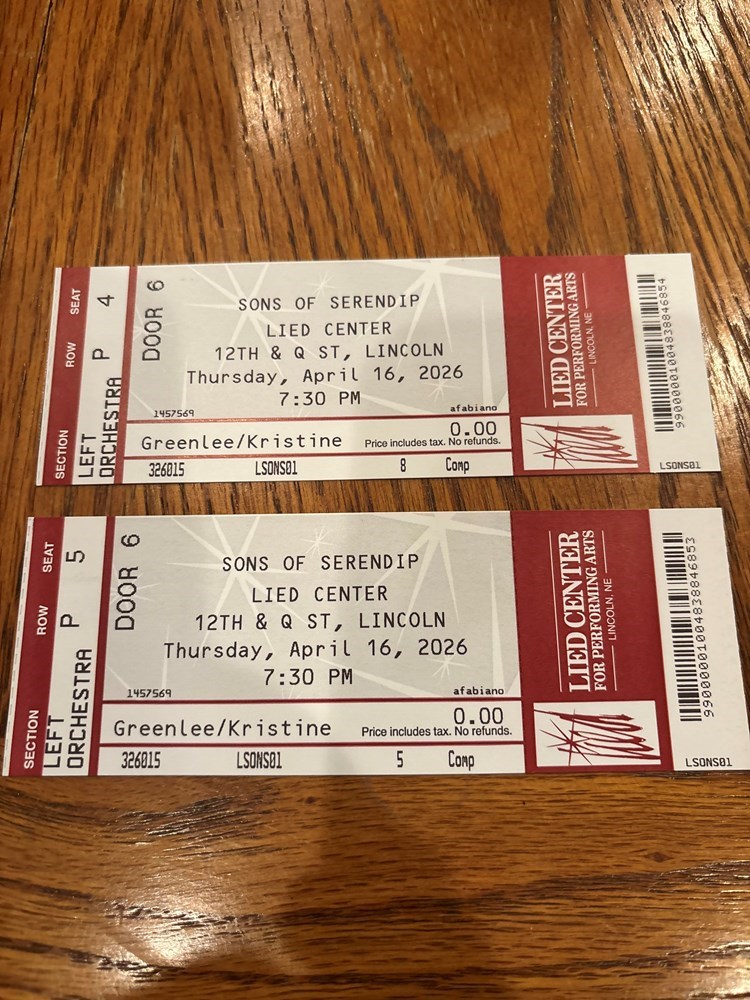 SECTION ROW SEAT
LEFT ORCHESTRA P 4
DOOR 6
SONS OF SERENDIP
LIED CENTER
12TH & Q ST, LINCOLN
Thursday, April 16, 2026
7:30 PM
1457569 afabiano
Greenlee/Kristine 0.00
Price includes tax. No refunds.
326015 LSONS01 8 Comp
LIED CENTER
FOR PERFORMING ARTS
LINCOLN, NE
990000001004838846854
LSONS01
SECTION ROW SEAT
LEFT ORCHESTRA P 5
DOOR 6
SONS OF SERENDIP
LIED CENTER
12TH & Q ST, LINCOLN
Thursday, April 16, 2026
7:30 PM
1457569 afabiano
Greenlee/Kristine 0.00
Price includes tax. No refunds.
326015 LSONS01 5 Comp
LIED CENTER
FOR PERFORMING ARTS
LINCOLN, NE
990000001004838846853
LSONS01